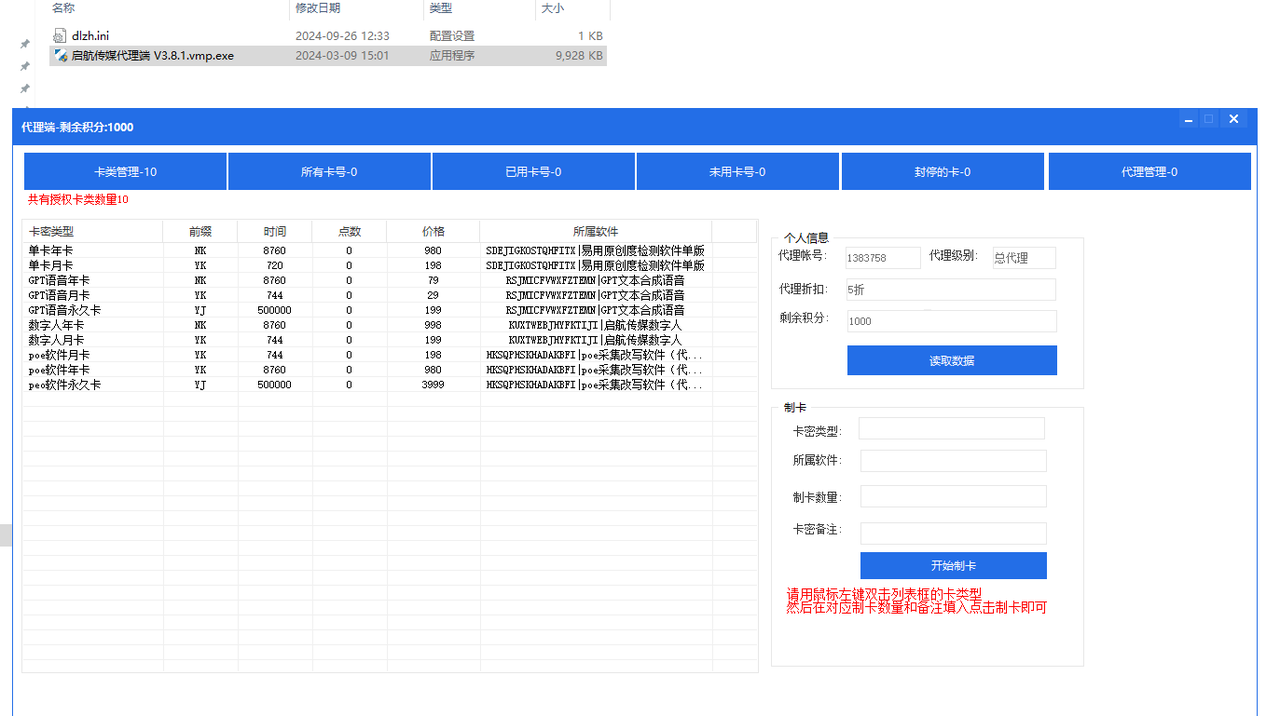 名称 修改日期 类型 大小
dlzh.ini 2024-09-26 12:33 配置设置 1 KB
启航传媒代理端 V3.8.1.vmp.exe 2024-03-09 15:01 应用程序 9,928 KB
代理端-剩余积分:1000
卡类管理-10 所有卡号-0 已用卡号-0 未用卡号-0 封停的卡-0 代理管理-0
共有授权卡类数量10
卡密类型 前缀 时间 点数 价格 所属软件
单卡年卡 NK 8760 0 980 SDEJIGKOSTQHFITX|易用原创度检测软件单版
单卡月卡 YK 720 0 198 SDEJIGKOSTQHFITX|易用原创度检测软件单版
GPT语音年卡 NK 8760 0 79 RSJMICFVWXFZTEMN|GPT文本合成语音
GPT语音月卡 YK 744 0 29 RSJMICFVWXFZTEMN|GPT文本合成语音
GPT语音永久卡 YJ 500000 0 199 RSJMICFVWXFZTEMN|GPT文本合成语音
数字人年卡 NK 8760 0 998 KUXTWEBJHYFKTIJI|启航传媒数字人
数字人月卡 YK 744 0 199 KUXTWEBJHYFKTIJI|启航传媒数字人
poe软件月卡 YK 744 0 198 HKSQPMSKHADAKBFI|poe采集改写软件（代...
poe软件年卡 YK 8760 0 980 HKSQPMSKHADAKBFI|poe采集改写软件（代...
peo软件永久卡 YJ 500000 0 3999 HKSQPMSKHADAKBFI|poe采集改写软件（代...
个人信息
代理帐号: 1383758 代理级别: 总代理
代理折扣: 5折
剩余积分: 1000
读取数据
制卡
卡密类型:
所属软件:
制卡数量:
卡密备注:
开始制卡
请用鼠标左键双击列表框的卡类型
然后在对应制卡数量和备注填入点击制卡即可